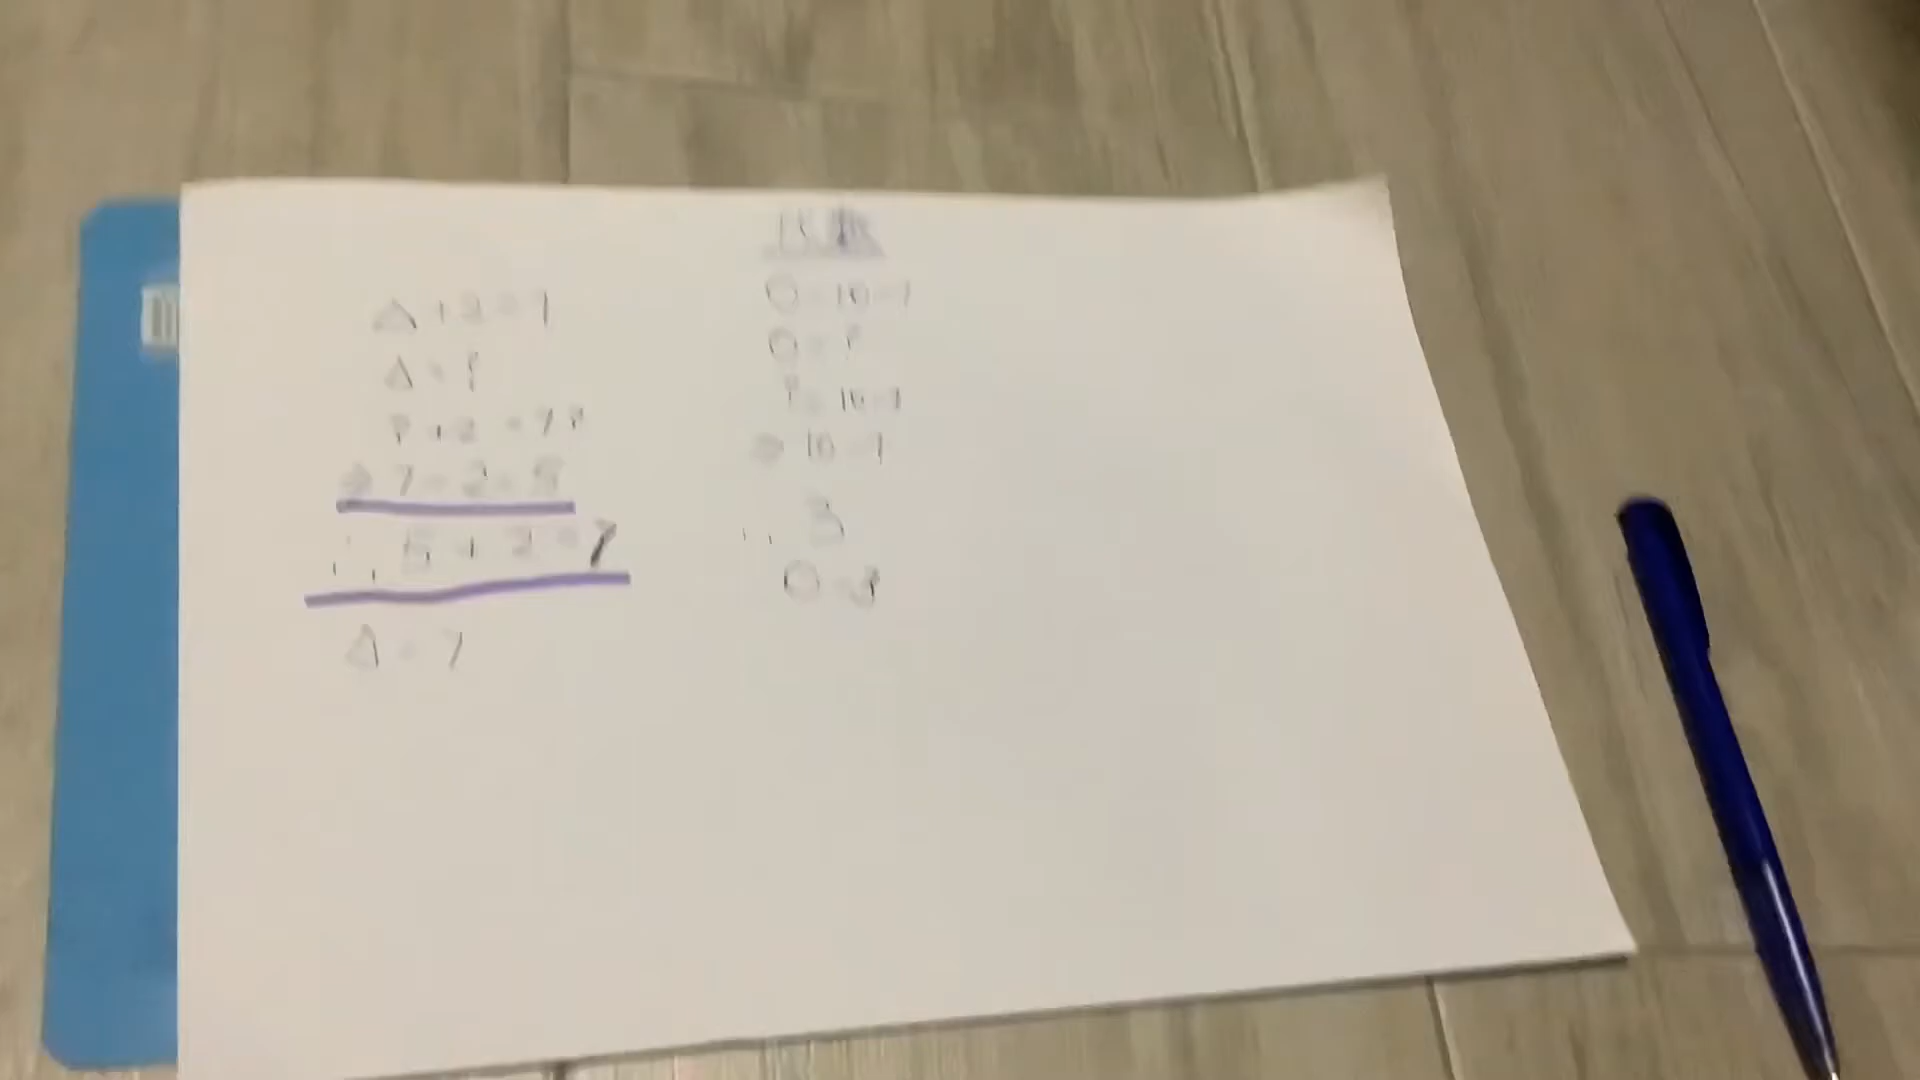 △ + 2 = 7
△ = ?
? + 2 = 7 ?
⇒ 7 - 2 = 5
∴ 5 + 2 = 7
△ = 7
O = 10 - 7
O = ?
? = 10 - 7
⇒ 10 - 7
∴ 3
O = 3